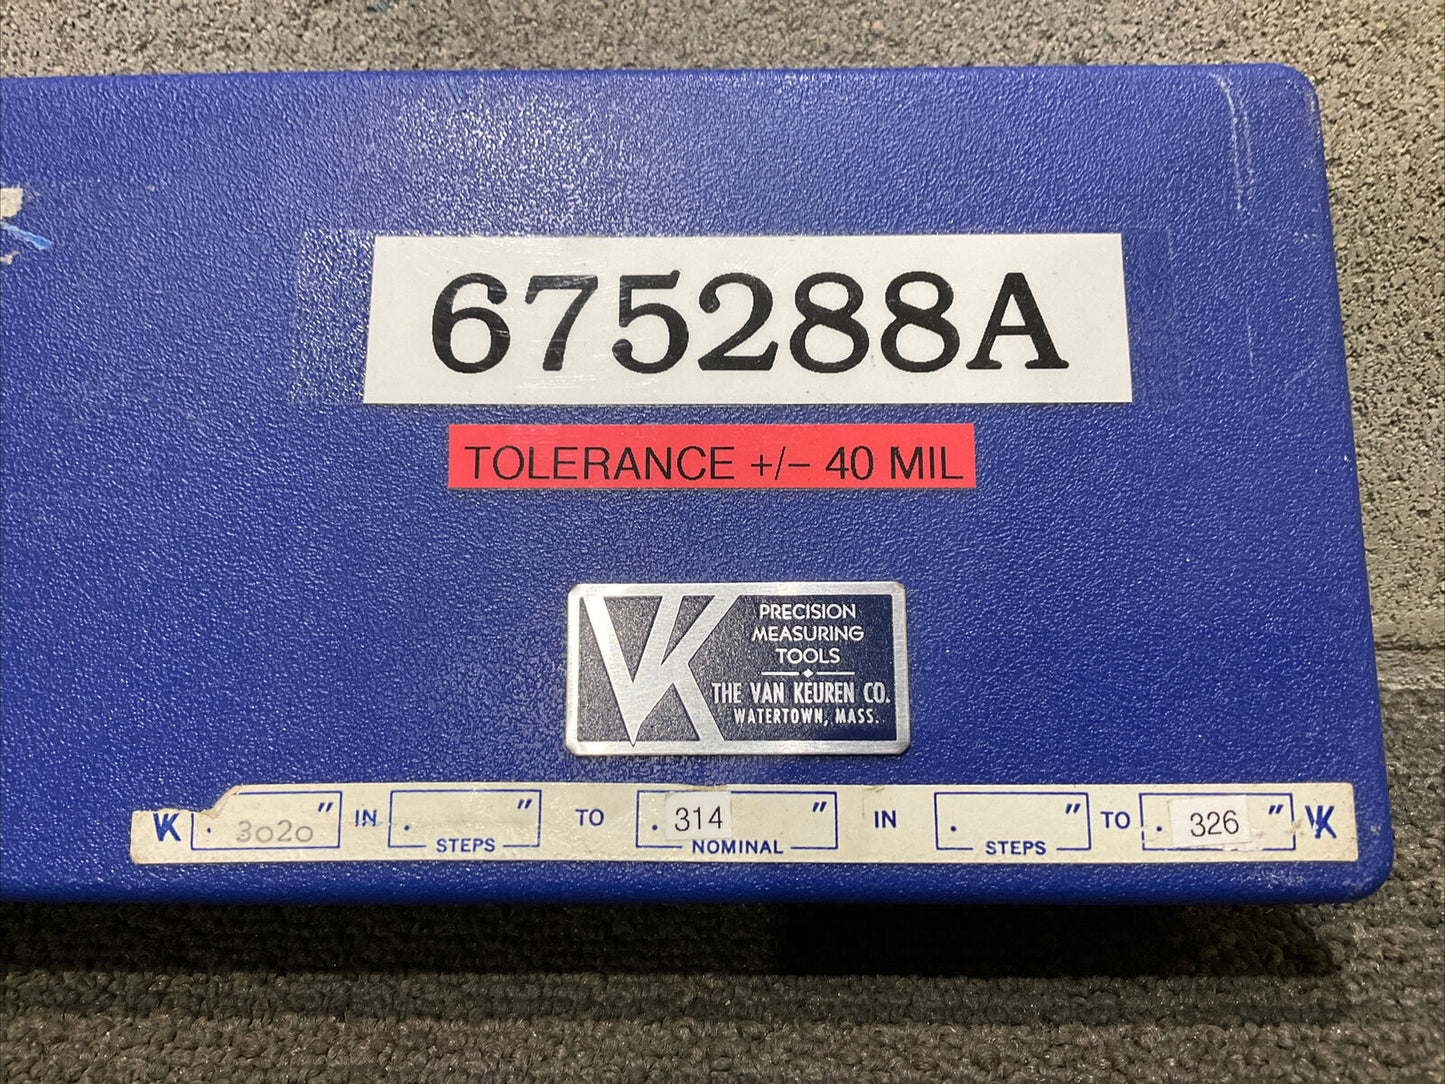 675288A
TOLERANCE +/− 40 MIL
VK
PRECISION
MEASURING
TOOLS
THE VAN KEUREN CO.
WATERTOWN, MASS.
VK . 3020 " IN . " STEPS TO . 314 " NOMINAL IN . " STEPS TO . 326 " VK